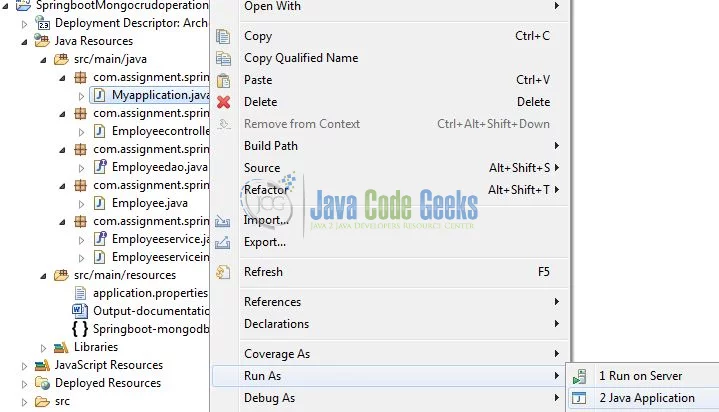 SpringbootMongocrudoperation
Deployment Descriptor: Arch
Java Resources
src/main/java
com.assignment.sprin
Myapplication.java
com.assignment.sprin
Employeecontrolle
com.assignment.sprin
Employeedao.java
com.assignment.sprin
Employee.java
com.assignment.sprin
Employeeservice.ja
Employeeservicein
src/main/resources
application.properties
Output-documentatio
Springboot-mongodb
Libraries
JavaScript Resources
Deployed Resources
src
Open With
Copy Ctrl+C
Copy Qualified Name
Paste Ctrl+V
Delete Delete
Remove from Context Ctrl+Alt+Shift+Down
Build Path
Source Alt+Shift+S
Refactor Alt+Shift+T
Import...
Export...
Refresh F5
References
Declarations
Coverage As
Run As
Debug As
1 Run on Server
2 Java Application
JCG
Java Code Geeks
JAVA 2 JAVA DEVELOPERS RESOURCE CENTER